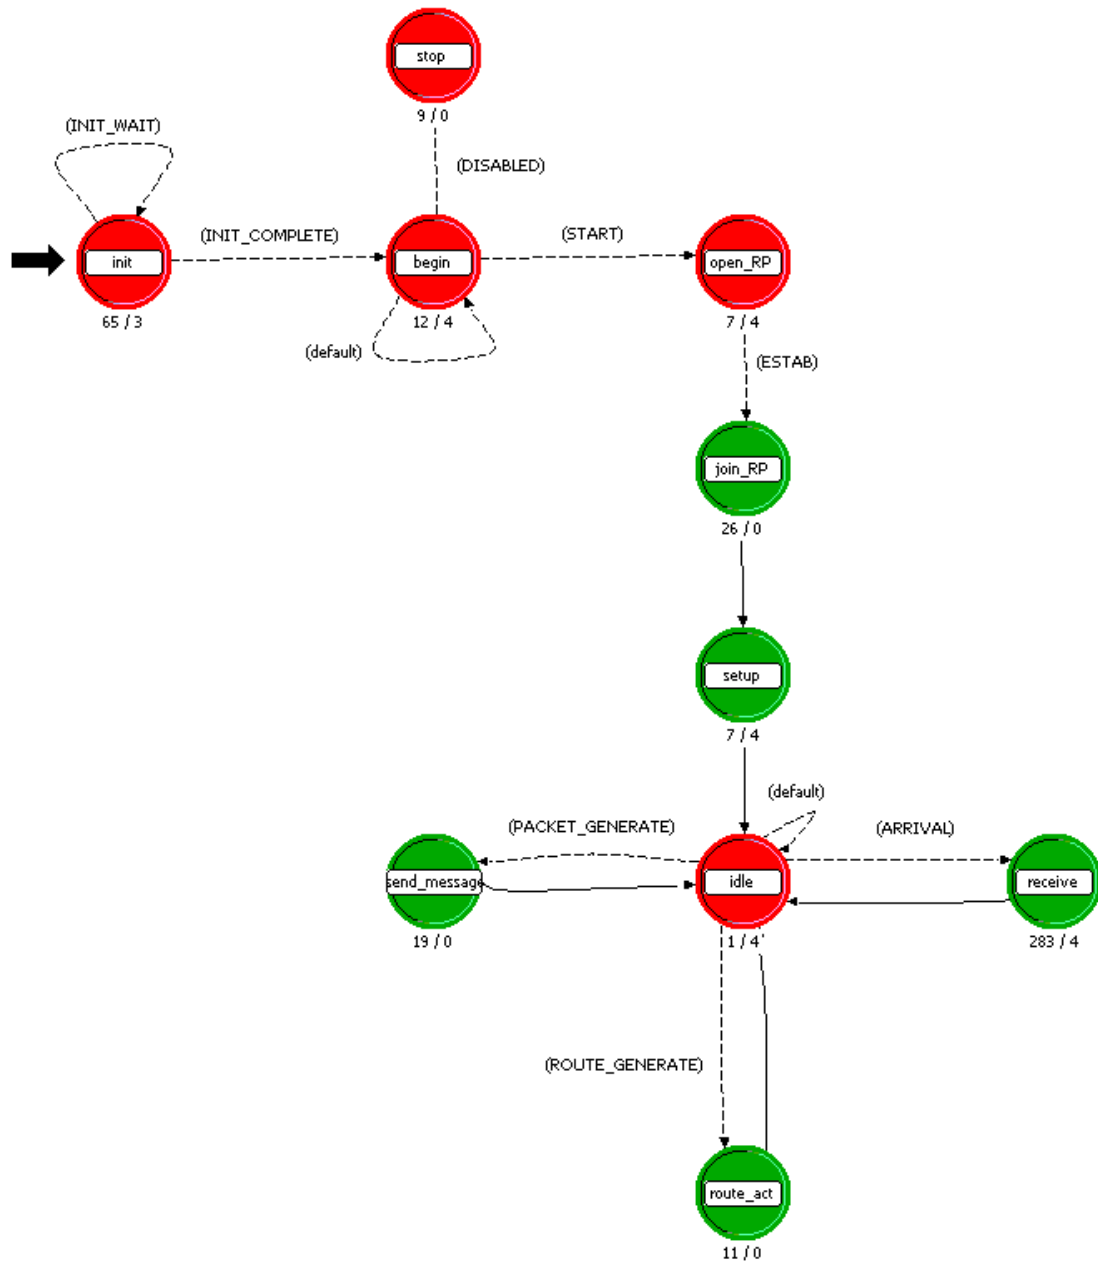 stop
9 / 0
(INIT_WAIT)
(DISABLED)
(INIT_COMPLETE)
(START)
init
begin
open_RP
65 / 3
12 / 4
7 / 4
(default)
(ESTAB)
join_RP
26 / 0
setup
7 / 4
(default)
(PACKET_GENERATE)
(ARRIVAL)
send_message
idle
receive
19 / 0
1 / 4
283 / 4
(ROUTE_GENERATE)
route_act
11 / 0